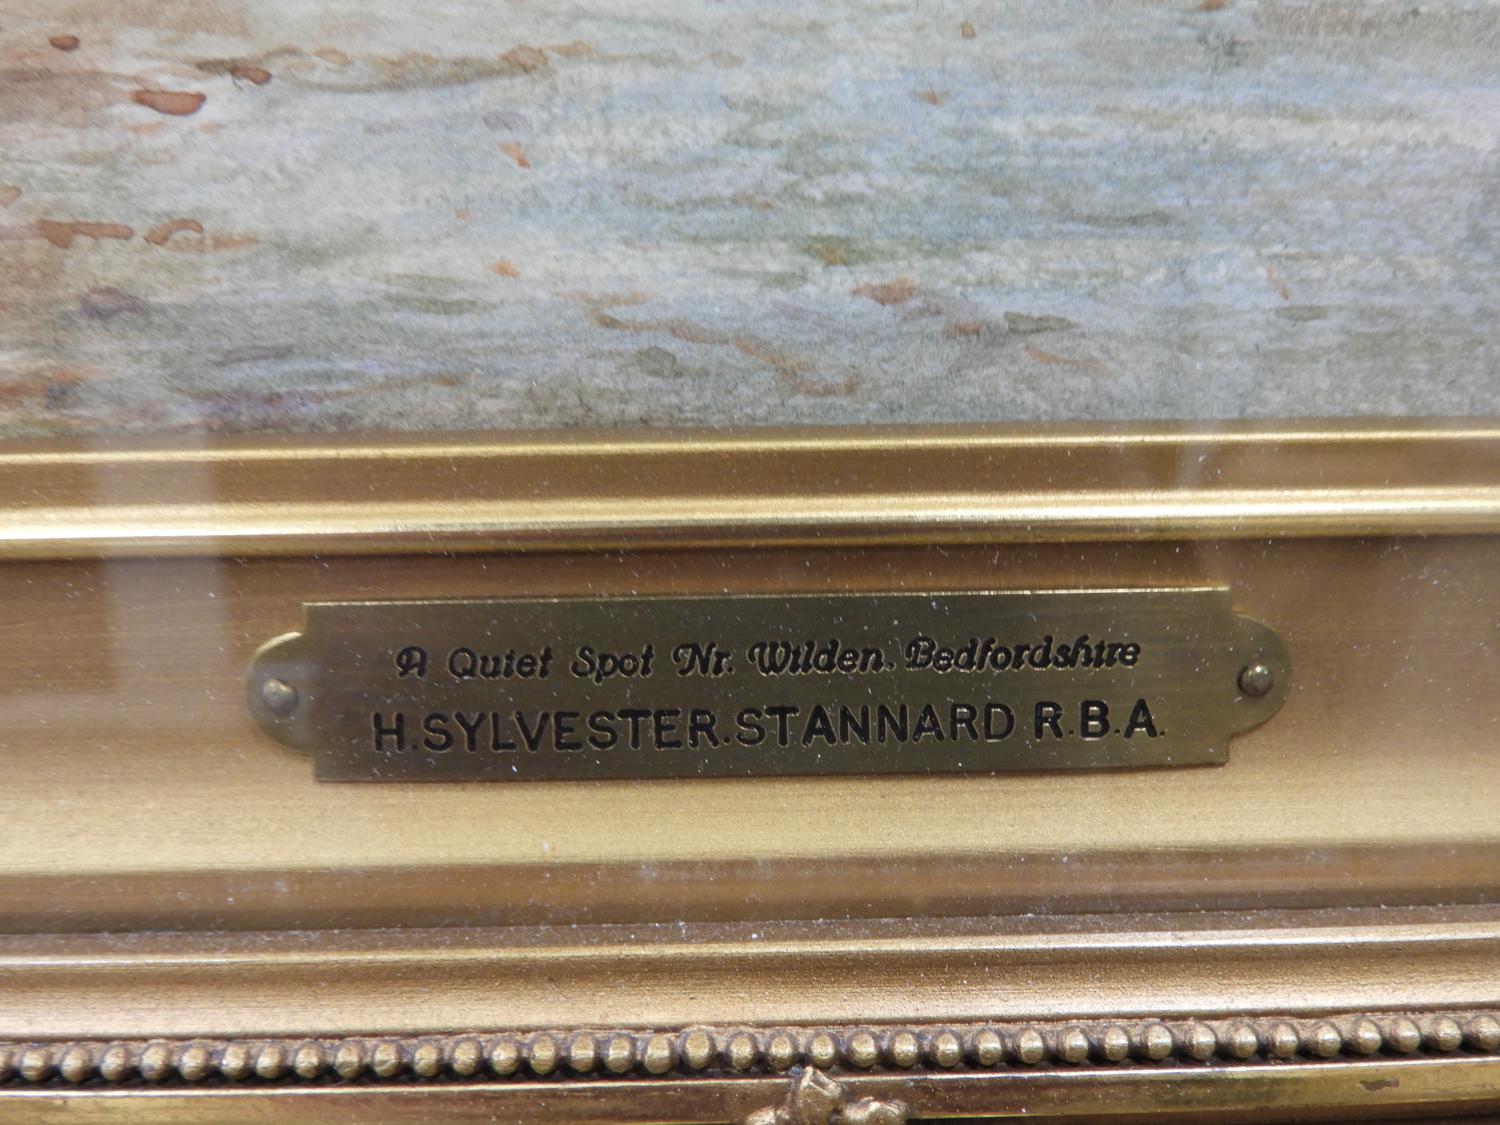 A Quiet Spot Nr. Wilden. Bedfordshire
H.SYLVESTER.STANNARD R.B.A.